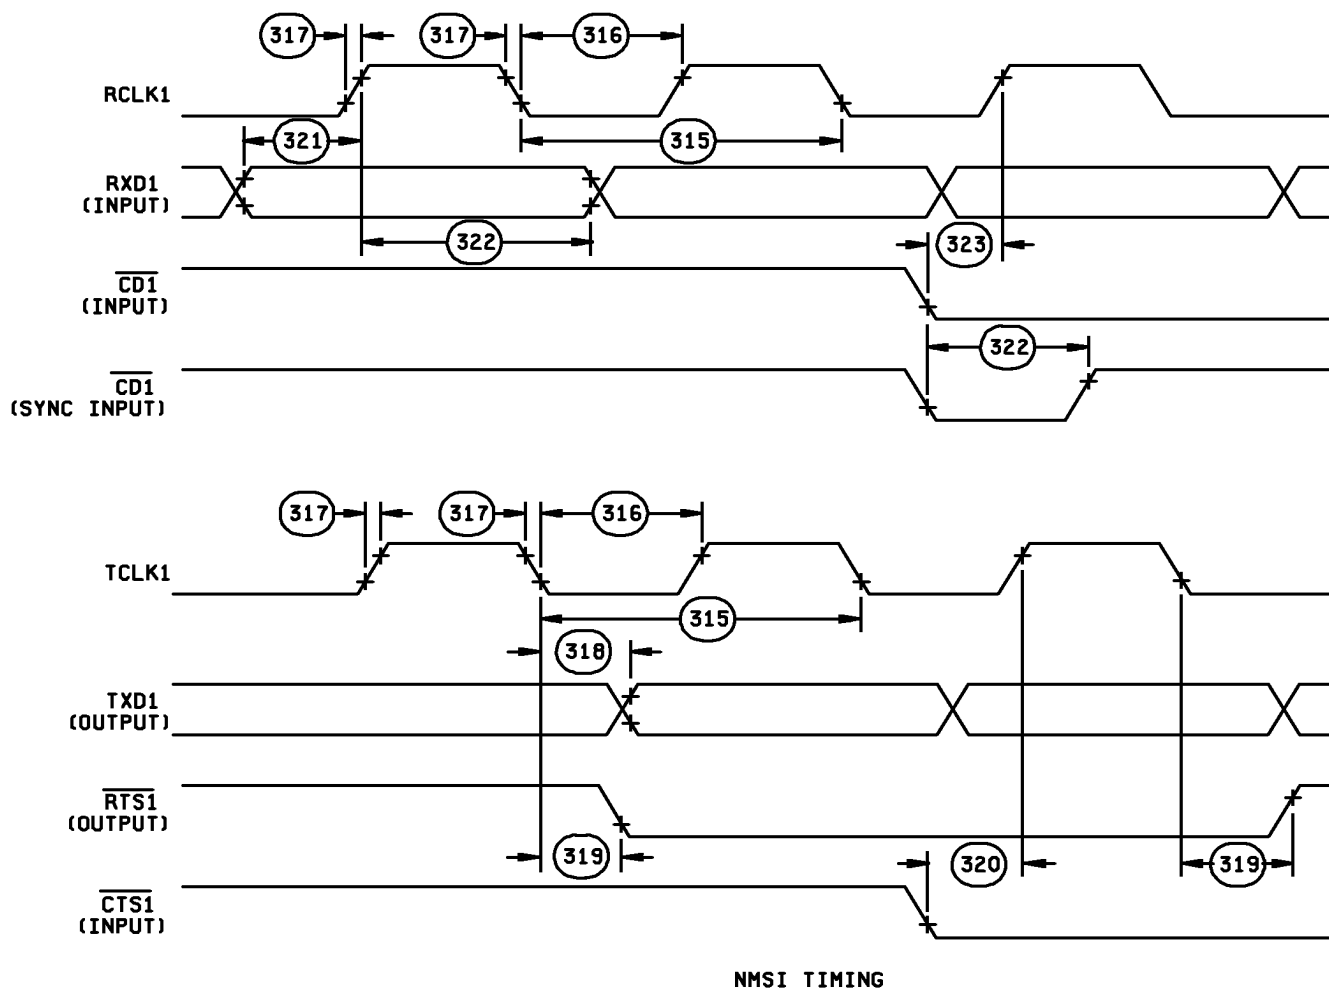 317
317
316
RCLK1
321
315
RXD1
(INPUT)
322
323
CD1
(INPUT)
322
CD1
(SYNC INPUT)
317
317
316
TCLK1
315
318
TXD1
(OUTPUT)
RTS1
(OUTPUT)
319
320
319
CTS1
(INPUT)
NMSI TIMING